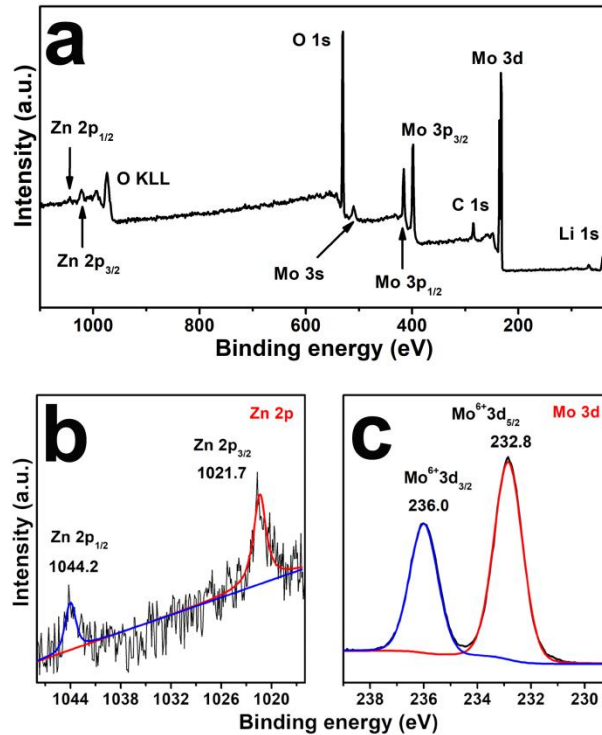 a
O 1s
Mo 3d
Zn 2p1/2
O KLL
Mo 3p3/2
C 1s
Li 1s
Zn 2p3/2
Mo 3s
Mo 3p1/2
Intensity (a.u.)
1000 800 600 400 200
Binding energy (eV)
b
Zn 2p
Zn 2p3/2
1021.7
Zn 2p1/2
1044.2
Intensity (a.u.)
1044 1038 1032 1026 1020
c
Mo6+3d5/2
Mo 3d
232.8
Mo6+3d3/2
236.0
238 236 234 232 230
Binding energy (eV)